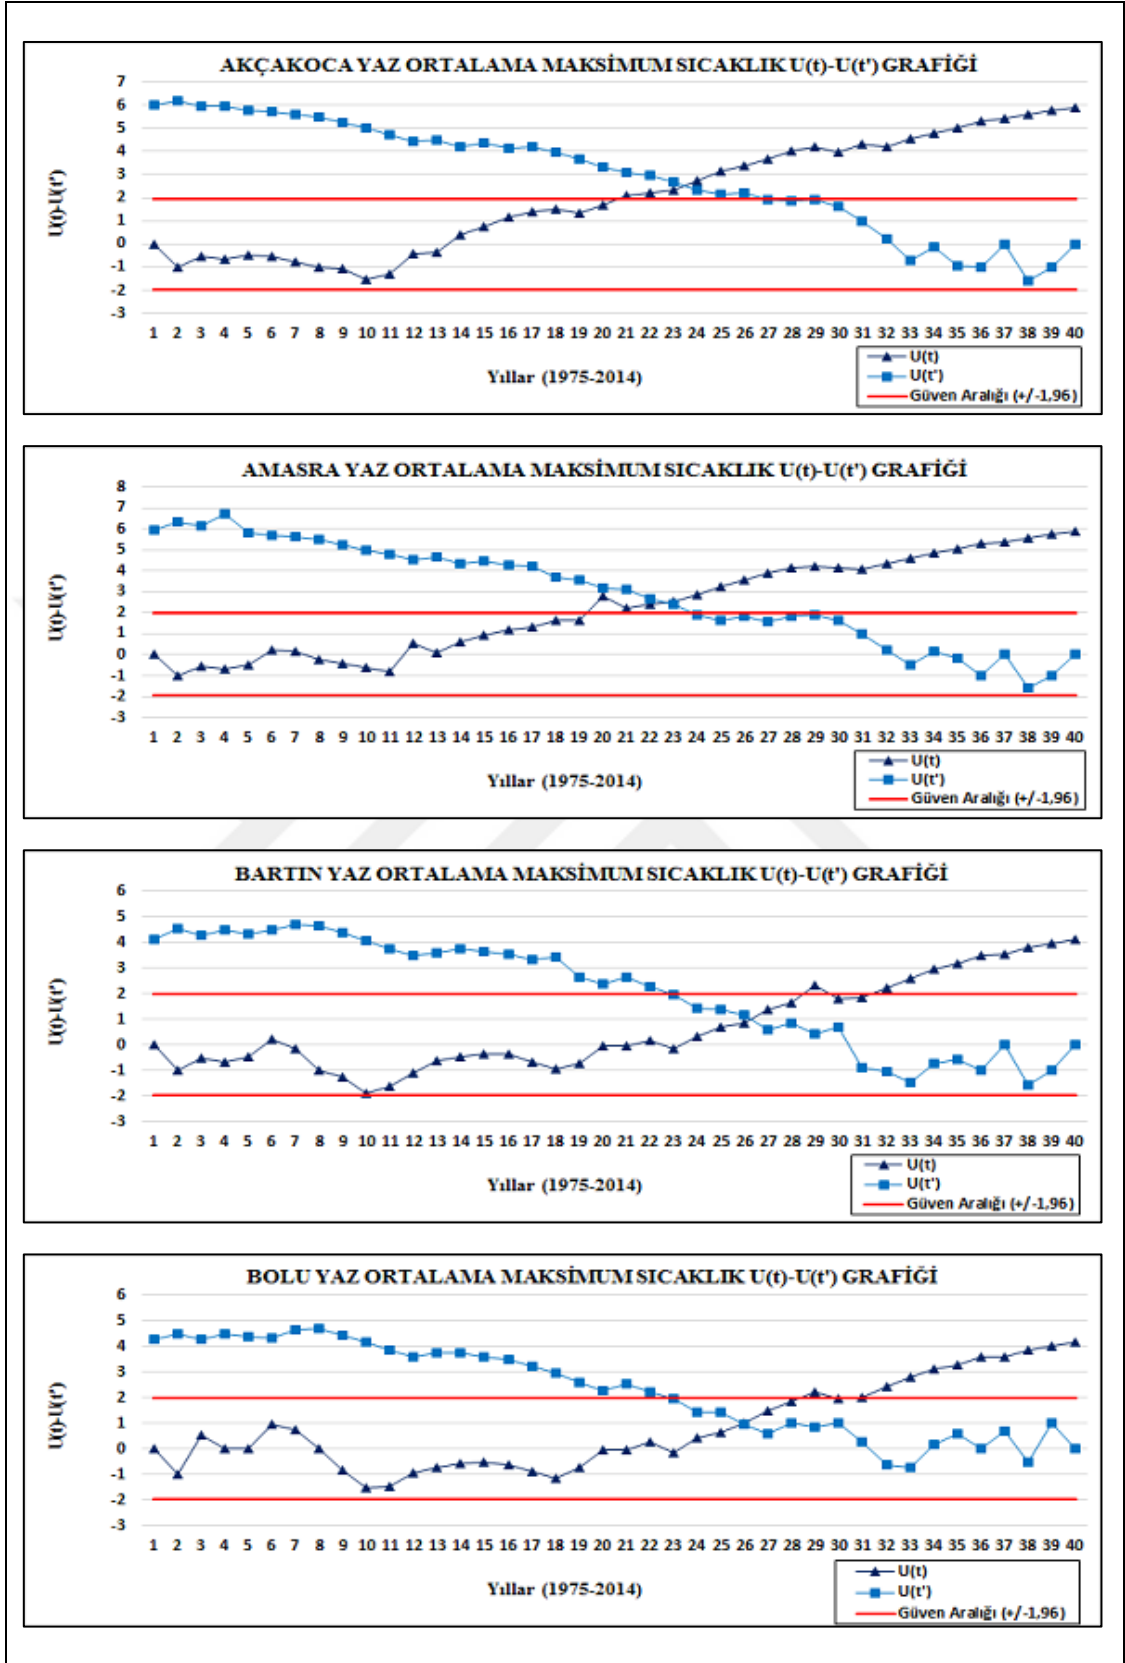 AKÇAKOCA YAZ ORTALAMA MAKSİMUM SICAKLIK U(t)-U(t') GRAFİĞİ
7
6
5
4
3
2
1
0
-1
-2
-3
U(t)-U(t')
1 2 3 4 5 6 7 8 9 10 11 12 13 14 15 16 17 18 19 20 21 22 23 24 25 26 27 28 29 30 31 32 33 34 35 36 37 38 39 40
Yıllar (1975-2014)
U(t)
U(t')
Güven Aralığı (+/-1,96)
AMASRA YAZ ORTALAMA MAKSİMUM SICAKLIK U(t)-U(t') GRAFİĞİ
8
7
6
5
4
3
2
1
0
-1
-2
-3
U(t)-U(t')
1 2 3 4 5 6 7 8 9 10 11 12 13 14 15 16 17 18 19 20 21 22 23 24 25 26 27 28 29 30 31 32 33 34 35 36 37 38 39 40
Yıllar (1975-2014)
U(t)
U(t')
Güven Aralığı (+/-1,96)
BARTIN YAZ ORTALAMA MAKSİMUM SICAKLIK U(t)-U(t') GRAFİĞİ
6
5
4
3
2
1
0
-1
-2
-3
U(t)-U(t')
1 2 3 4 5 6 7 8 9 10 11 12 13 14 15 16 17 18 19 20 21 22 23 24 25 26 27 28 29 30 31 32 33 34 35 36 37 38 39 40
Yıllar (1975-2014)
U(t)
U(t')
Güven Aralığı (+/-1,96)
BOLU YAZ ORTALAMA MAKSİMUM SICAKLIK U(t)-U(t') GRAFİĞİ
6
5
4
3
2
1
0
-1
-2
-3
U(t)-U(t')
1 2 3 4 5 6 7 8 9 10 11 12 13 14 15 16 17 18 19 20 21 22 23 24 25 26 27 28 29 30 31 32 33 34 35 36 37 38 39 40
Yıllar (1975-2014)
U(t)
U(t')
Güven Aralığı (+/-1,96)